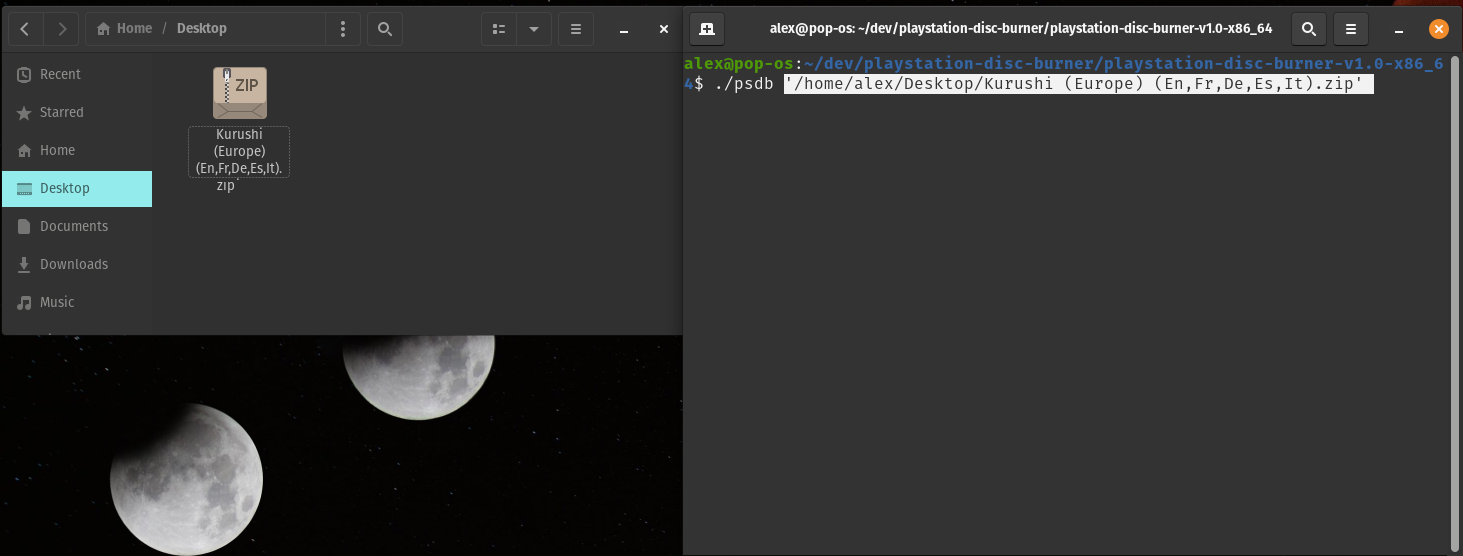 Home / Desktop
Recent
Starred
Home
Desktop
Documents
Downloads
Music
ZIP
Kurushi
(Europe)
(En,Fr,De,Es,It).
zip
alex@pop-os: ~/dev/playstation-disc-burner/playstation-disc-burner-v1.0-x86_64
alex@pop-os:~/dev/playstation-disc-burner/playstation-disc-burner-v1.0-x86_6
4$ ./psdb '/home/alex/Desktop/Kurushi (Europe) (En,Fr,De,Es,It).zip'